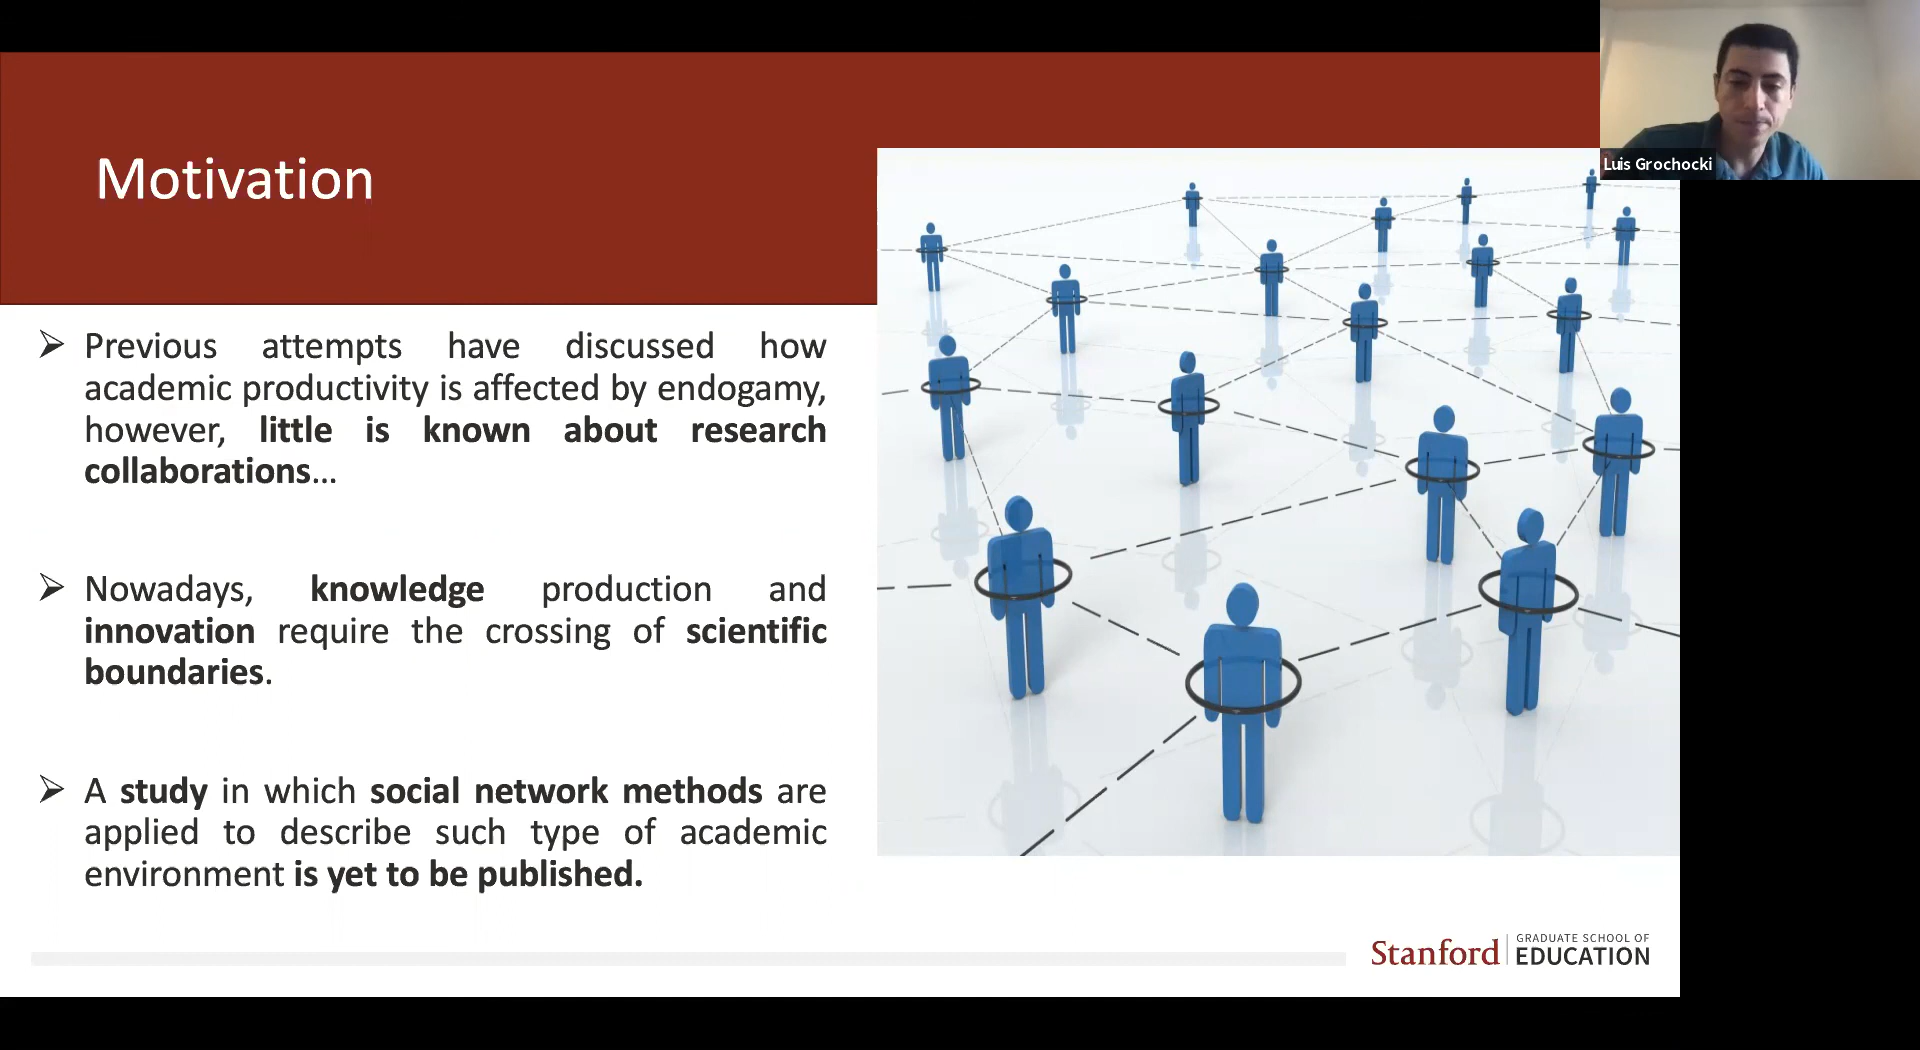 Motivation
Luis Grochocki
Previous attempts have discussed how
academic productivity is affected by endogamy,
however, little is known about research
collaborations...
Nowadays, knowledge production and
innovation require the crossing of scientific
boundaries.
A study in which social network methods are
applied to describe such type of academic
environment is yet to be published.
Stanford
GRADUATE SCHOOL OF
EDUCATION